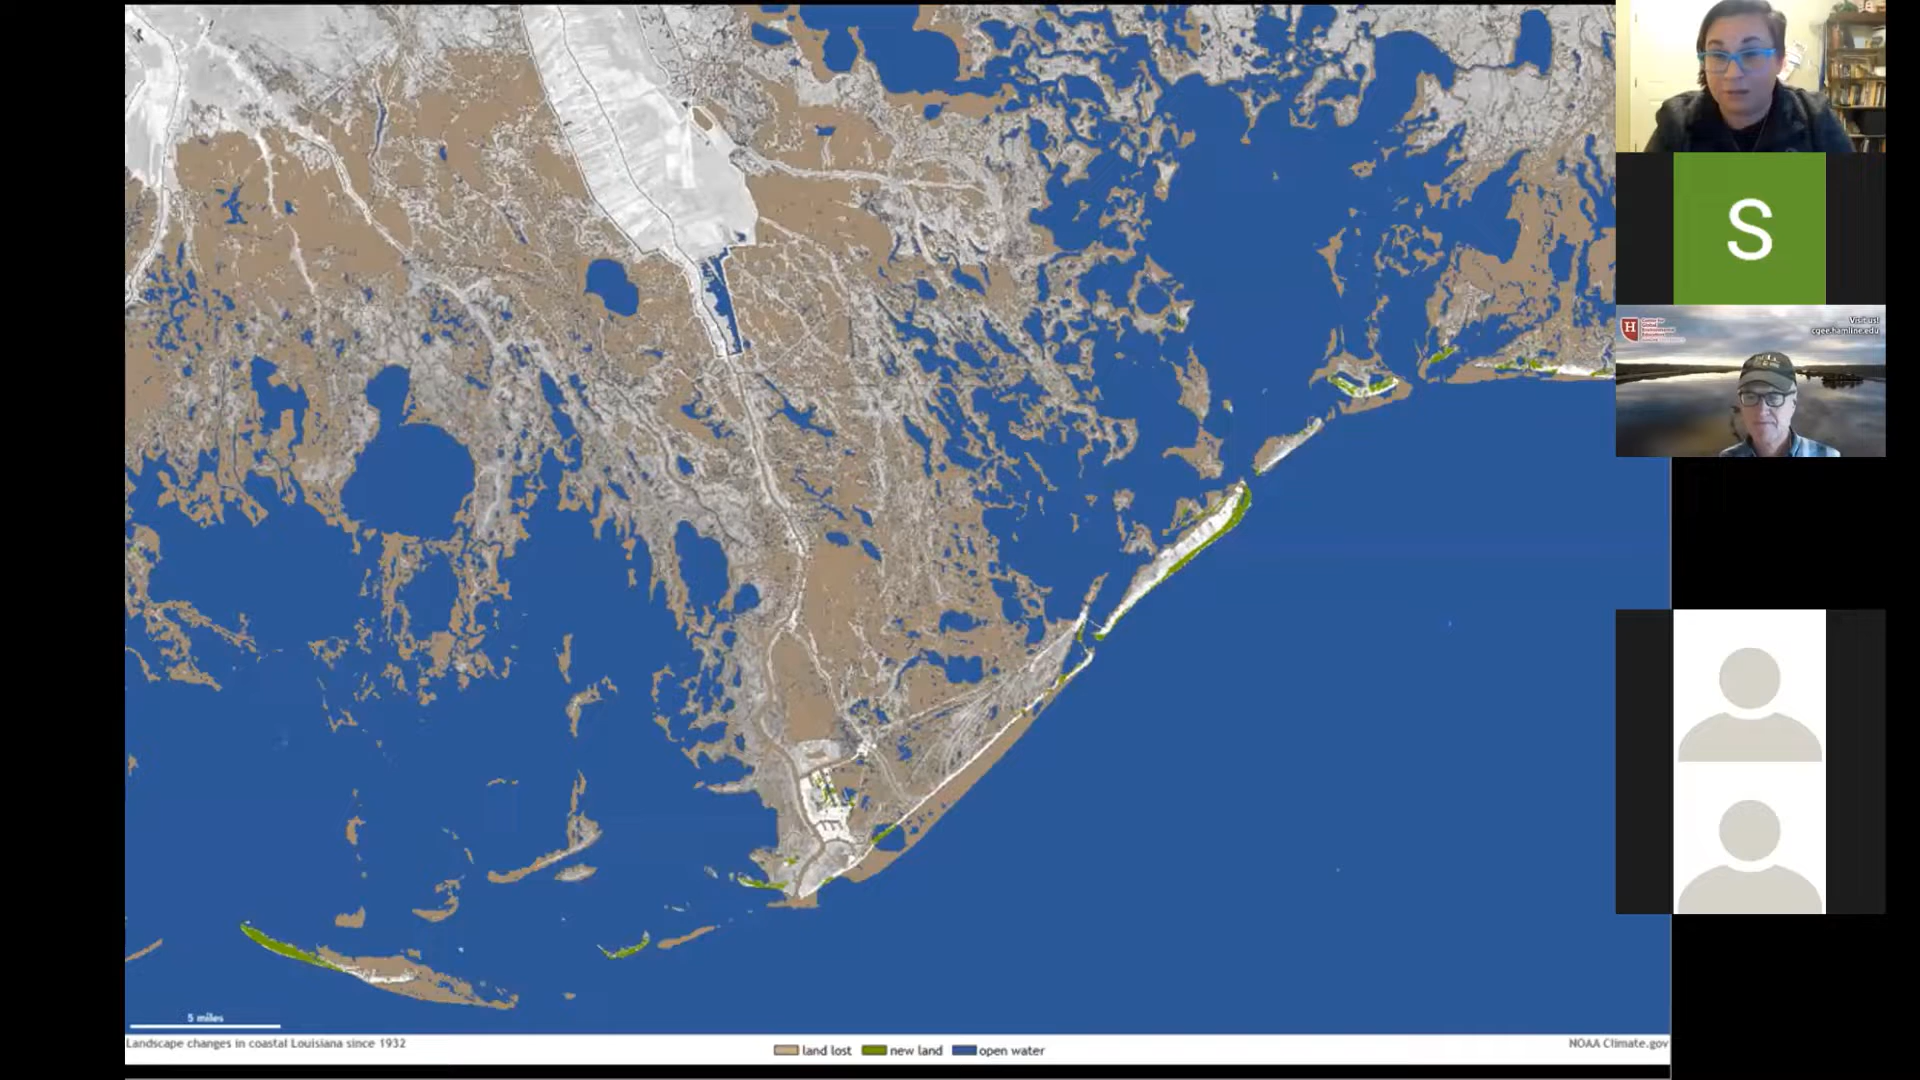 S
H
Visit us!
cgee.hamline.edu
5 miles
Landscape changes in coastal Louisiana since 1932
land lost
new land
open water
NOAA Climate.gov